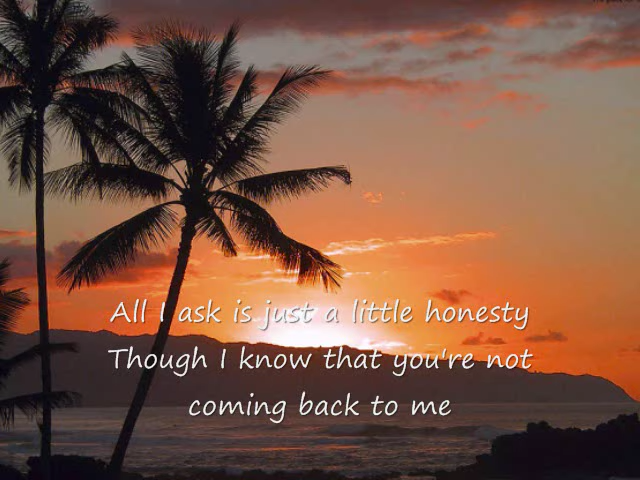 All I ask is just a little honesty
Though I know that you're not
coming back to me